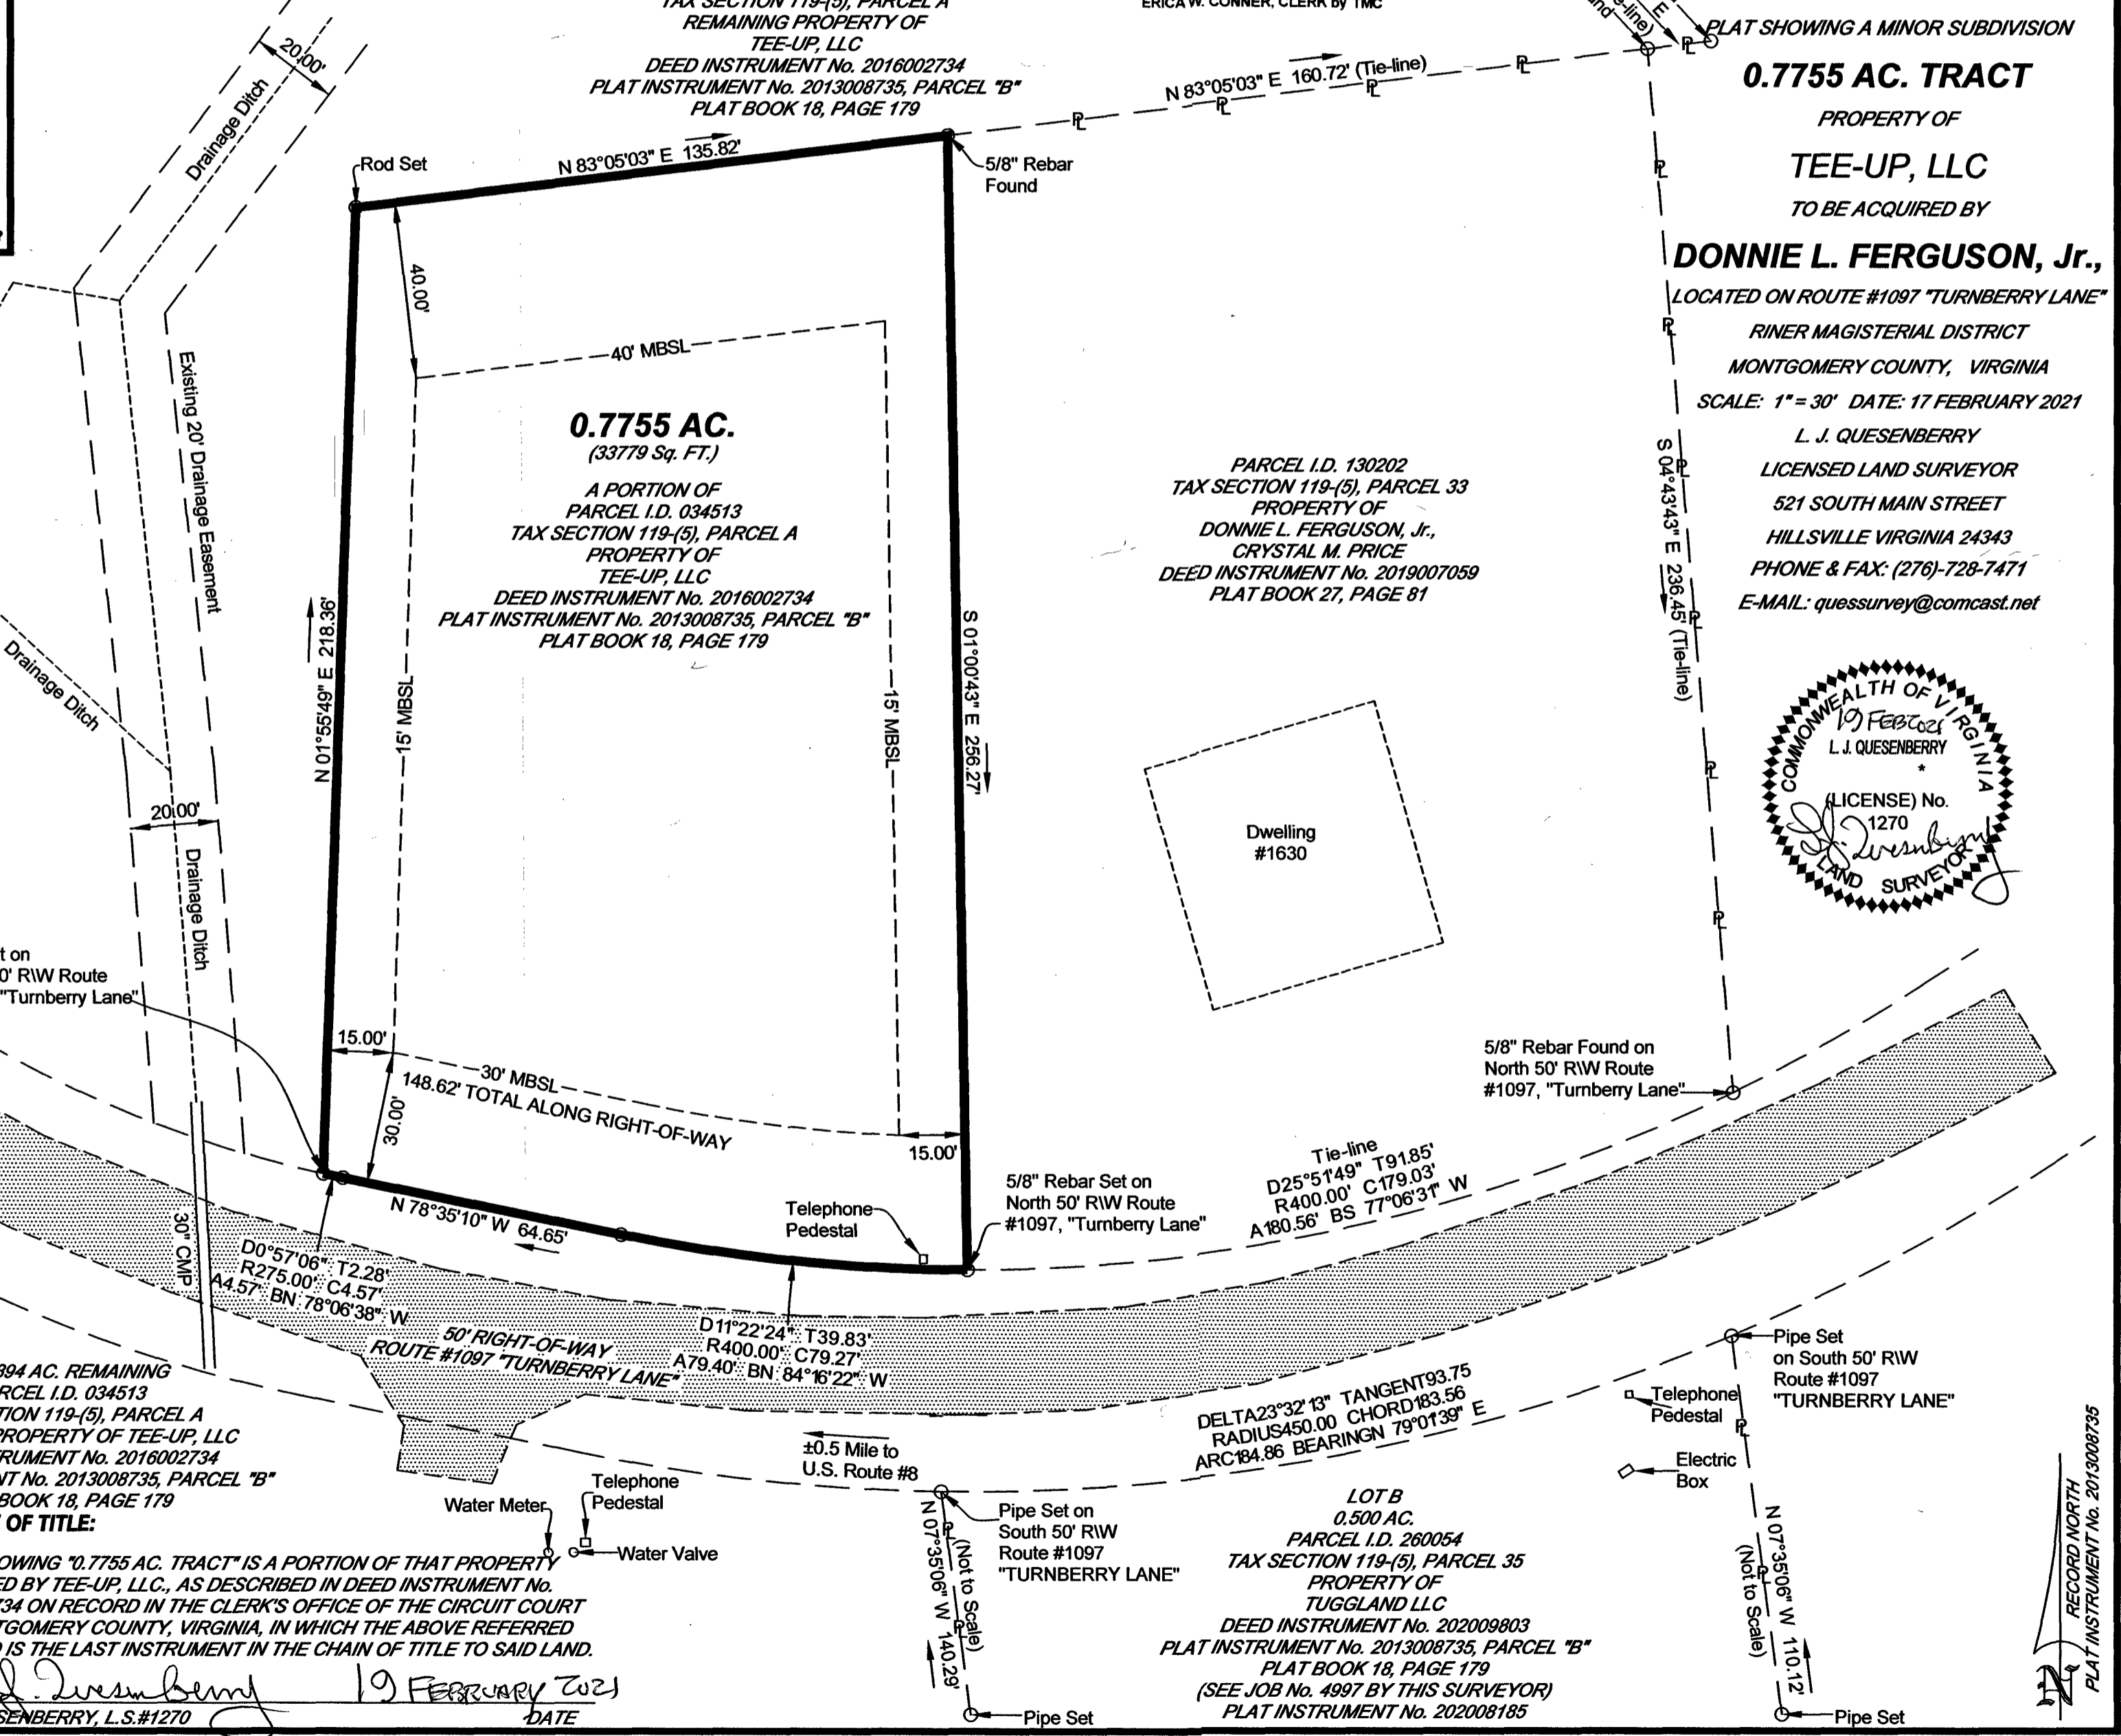 TAX SECTION 119-(5), PARCEL A
REMAINING PROPERTY OF
TEE-UP, LLC
DEED INSTRUMENT No. 2016002734
PLAT INSTRUMENT No. 2013008735, PARCEL "B"
PLAT BOOK 18, PAGE 179
ERICA W. CONNER, CLERK by TMC
N 83°05'03" E 160.72' (Tie-line)
PLAT SHOWING A MINOR SUBDIVISION
0.7755 AC. TRACT
PROPERTY OF
TEE-UP, LLC
TO BE ACQUIRED BY
DONNIE L. FERGUSON, Jr.,
LOCATED ON ROUTE #1097 "TURNBERRY LANE"
RINER MAGISTERIAL DISTRICT
MONTGOMERY COUNTY, VIRGINIA
SCALE: 1" = 30' DATE: 17 FEBRUARY 2021
L. J. QUESENBERRY
LICENSED LAND SURVEYOR
521 SOUTH MAIN STREET
HILLSVILLE VIRGINIA 24343
PHONE & FAX: (276)-728-7471
E-MAIL: quessurvey@comcast.net
COMMONWEALTH OF VIRGINIA
19 FEB 2021
L. J. QUESENBERRY
*
(LICENSE) No.
1270
LAND SURVEYOR
20.00'
Drainage Ditch
Rod Set
N 83°05'03" E 135.82'
5/8" Rebar
Found
40.00'
40' MBSL
Existing 20' Drainage Easement
0.7755 AC.
(33779 Sq. FT.)
A PORTION OF
PARCEL I.D. 034513
TAX SECTION 119-(5), PARCEL A
PROPERTY OF
TEE-UP, LLC
DEED INSTRUMENT No. 2016002734
PLAT INSTRUMENT No. 2013008735, PARCEL "B"
PLAT BOOK 18, PAGE 179
PARCEL I.D. 130202
TAX SECTION 119-(5), PARCEL 33
PROPERTY OF
DONNIE L. FERGUSON, Jr.,
CRYSTAL M. PRICE
DEED INSTRUMENT No. 2019007059
PLAT BOOK 27, PAGE 81
S 04°43'43" E 236.45' (Tie-line)
N 01°55'49" E 218.36'
15' MBSL
15' MBSL
S 01°00'43" E 256.27'
Drainage Ditch
20.00'
Drainage Ditch
Dwelling
#1630
t on
0' R\W Route
"Turnberry Lane"
15.00'
30' MBSL
148.62' TOTAL ALONG RIGHT-OF-WAY
30.00'
15.00'
5/8" Rebar Found on
North 50' R\W Route
#1097, "Turnberry Lane"
Tie-line
D25°51'49" T91.85'
R400.00' C179.03'
A180.56' BS 77°06'31" W
5/8" Rebar Set on
North 50' R\W Route
#1097, "Turnberry Lane"
Telephone
Pedestal
N 78°35'10" W 64.65'
30" CMP
D0°57'06" T2.28'
R275.00' C4.57'
A4.57' BN 78°06'38" W
50' RIGHT-OF-WAY
ROUTE #1097 "TURNBERRY LANE"
D11°22'24" T39.83'
R400.00' C79.27'
A79.40' BN 84°16'22" W
DELTA23°32'13" TANGENT93.75
RADIUS450.00 CHORD183.56
ARC184.86 BEARINGN 79°01'39" E
±0.5 Mile to
U.S. Route #8
Pipe Set
on South 50' R\W
Route #1097
"TURNBERRY LANE"
Telephone
Pedestal
Electric
Box
394 AC. REMAINING
RCEL I.D. 034513
TION 119-(5), PARCEL A
PROPERTY OF TEE-UP, LLC
RUMENT No. 2016002734
NT No. 2013008735, PARCEL "B"
BOOK 18, PAGE 179
OF TITLE:
Water Meter
Telephone
Pedestal
Water Valve
OWING "0.7755 AC. TRACT" IS A PORTION OF THAT PROPERTY
ED BY TEE-UP, LLC., AS DESCRIBED IN DEED INSTRUMENT No.
34 ON RECORD IN THE CLERK'S OFFICE OF THE CIRCUIT COURT
TGOMERY COUNTY, VIRGINIA, IN WHICH THE ABOVE REFERRED
IS THE LAST INSTRUMENT IN THE CHAIN OF TITLE TO SAID LAND.
19 FEBRUARY 2021
SENBERRY, L.S.#1270 DATE
Pipe Set on
South 50' R\W
Route #1097
"TURNBERRY LANE"
N 07°35'06" W 140.29'
(Not to Scale)
Pipe Set
LOT B
0.500 AC.
PARCEL I.D. 260054
TAX SECTION 119-(5), PARCEL 35
PROPERTY OF
TUGGLAND LLC
DEED INSTRUMENT No. 202009803
PLAT INSTRUMENT No. 2013008735, PARCEL "B"
PLAT BOOK 18, PAGE 179
(SEE JOB No. 4997 BY THIS SURVEYOR)
PLAT INSTRUMENT No. 202008185
N 07°35'06" W 110.12'
(Not to Scale)
Pipe Set
RECORD NORTH
PLAT INSTRUMENT No. 2013008735